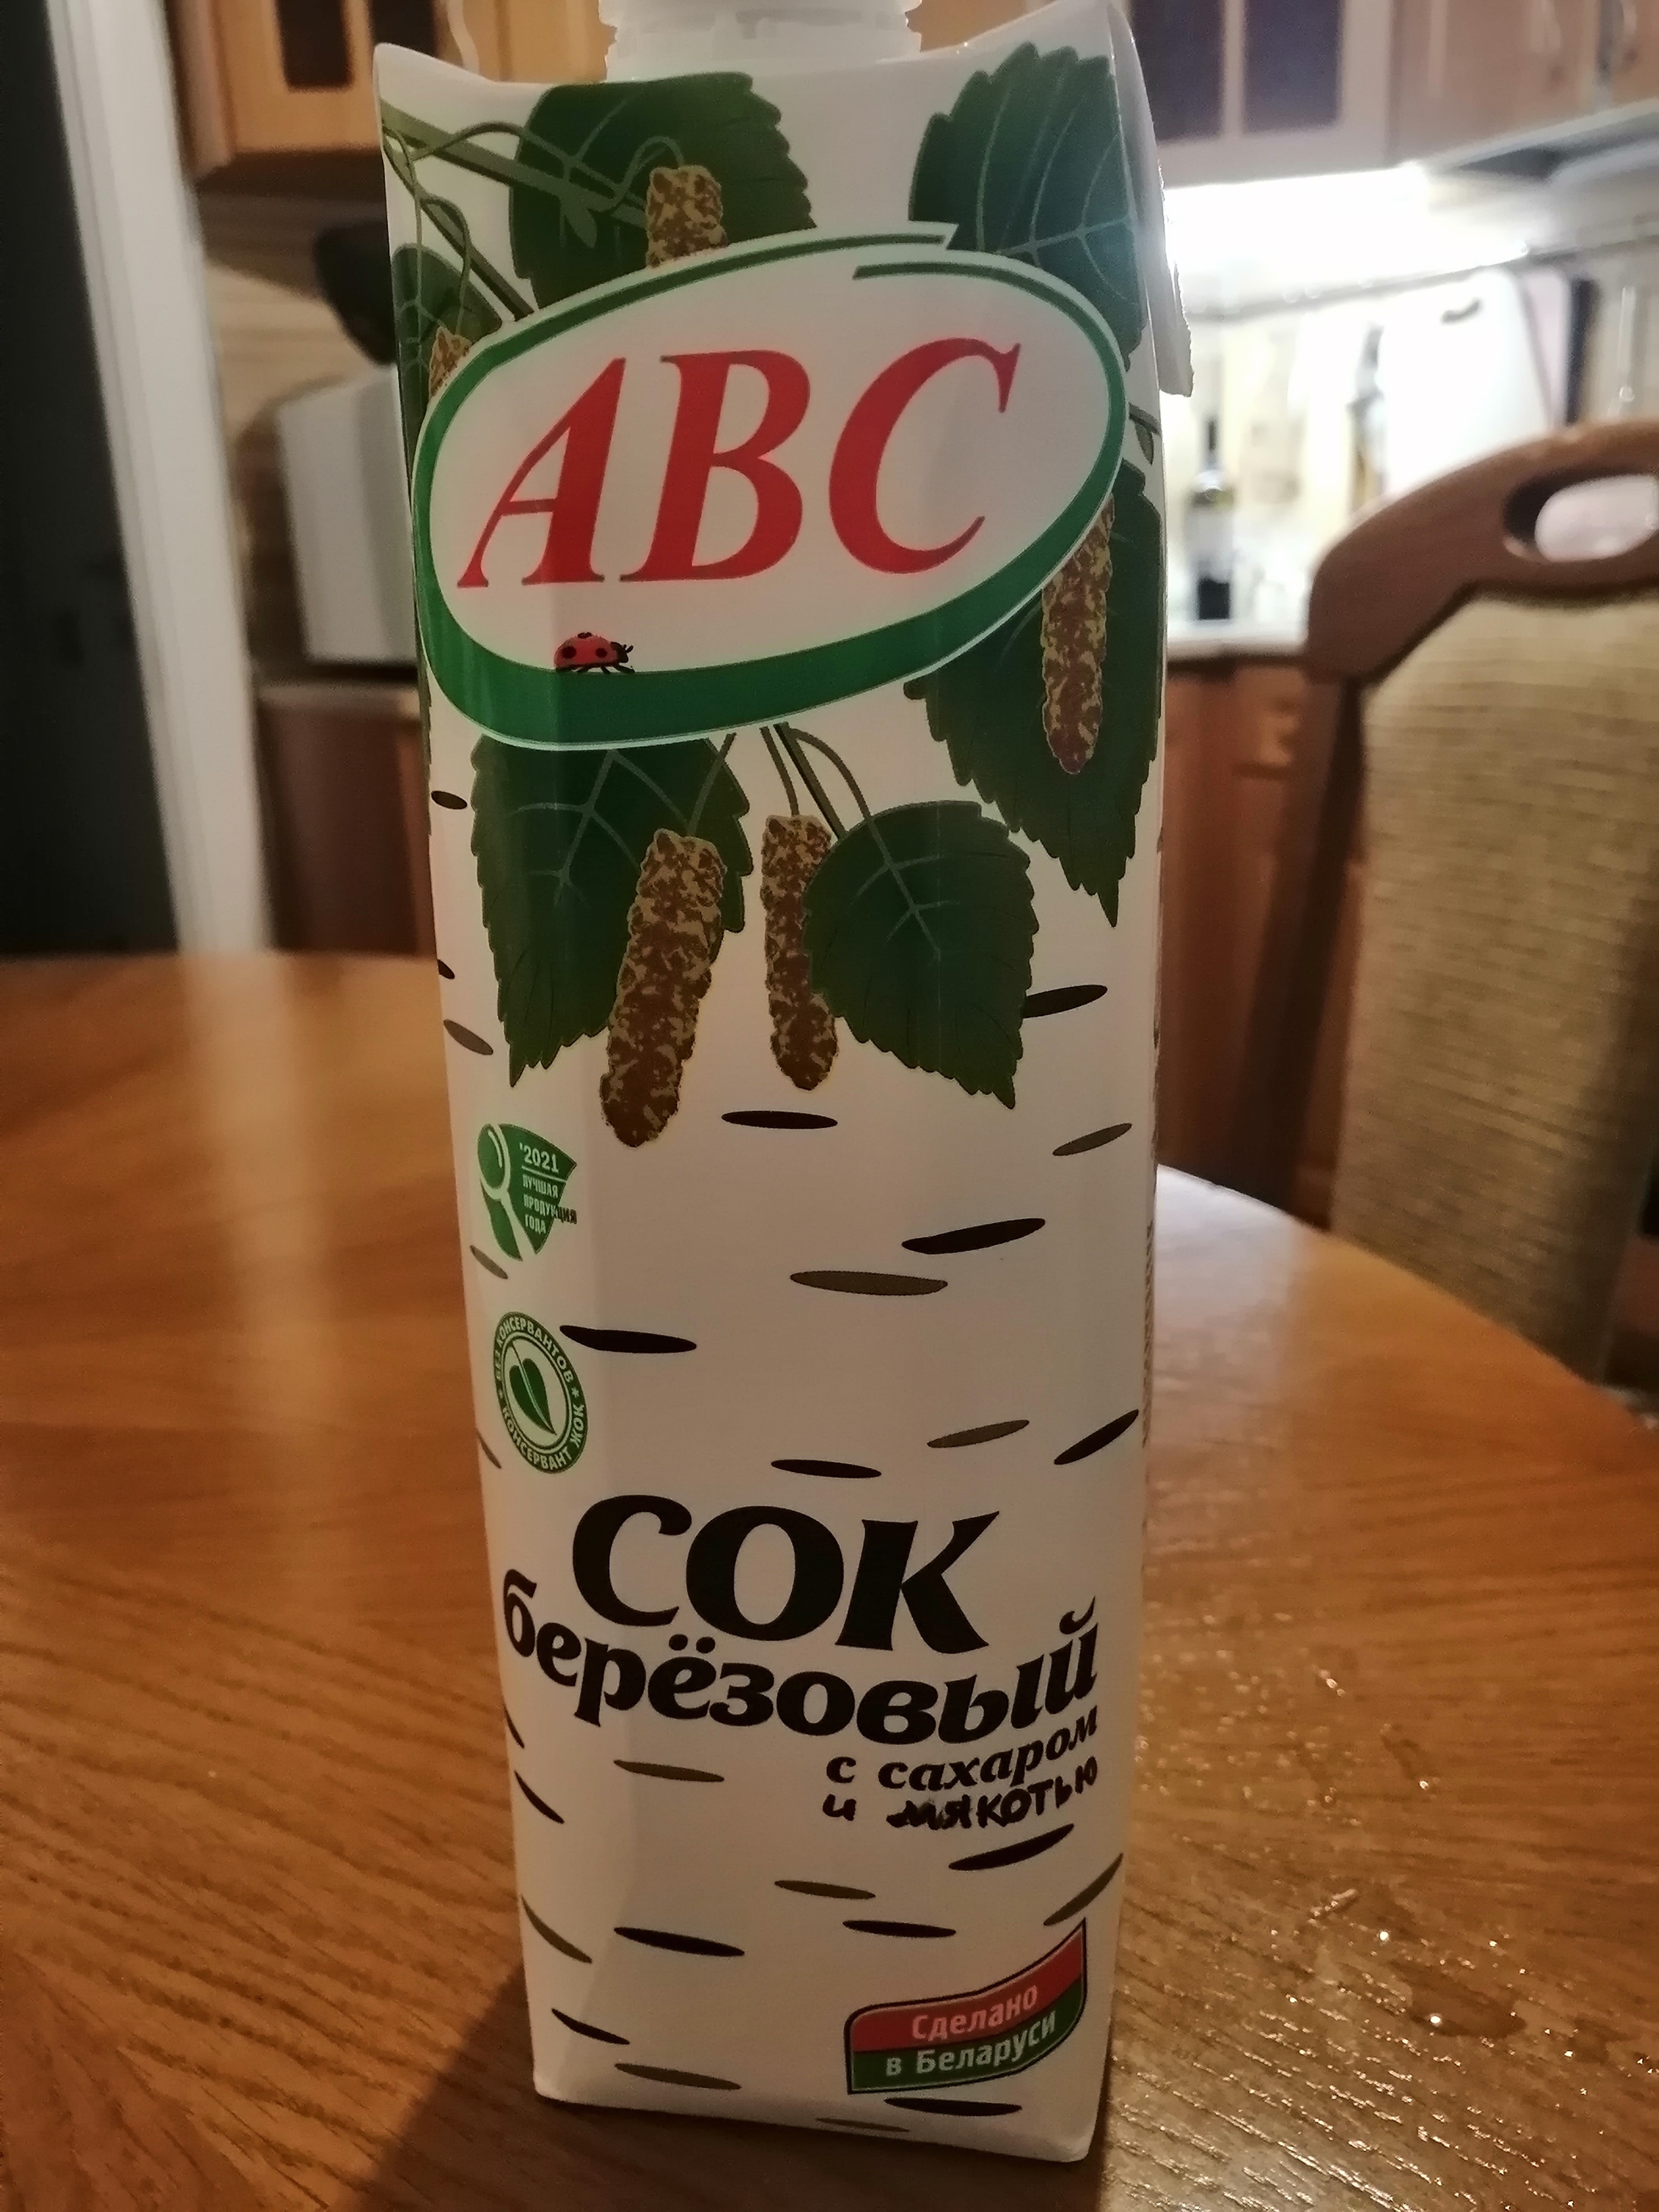 ABC
'2021
ЛУЧШАЯ
ПРОДУКЦИЯ
ГОДА
БЕЗ КОНСЕРВАНТОВ * КОНСЕРВАНТ ЖОК *
сок
берёзовый
с сахаром
и мякотью
Сделано
в Беларуси